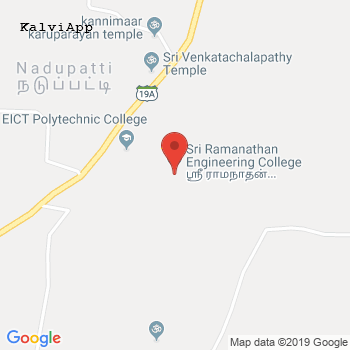 kannimaar
KalviApp
karuparayan temple
Sri Venkatachalapathy
Temple
Nadupatti
நடுப்பட்டி
19A
EICT Polytechnic College
Sri Ramanathan
Engineering College
ஸ்ரீ ராமநாதன்...
Google
Map data ©2019 Google